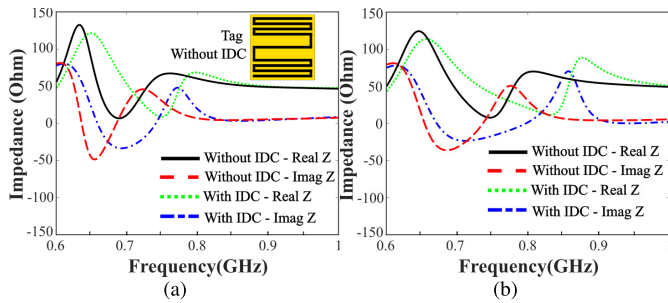 (a)
150
100
50
0
-50
-100
150
Impedance (Ohm)
Tag
Without IDC
Without IDC - Real Z
Without IDC - Imag Z
With IDC - Real Z
With IDC - Imag Z
0.6
0.7
0.8
0.9
1
Frequency(GHz)
(a)
(b)
150
100
50
0
-50
-100
150
Impedance (Ohm)
Without IDC - Real Z
Without IDC - Imag Z
With IDC - Real Z
With IDC - Imag Z
0.6
0.7
0.8
0.9
1
Frequency(GHz)
(b)